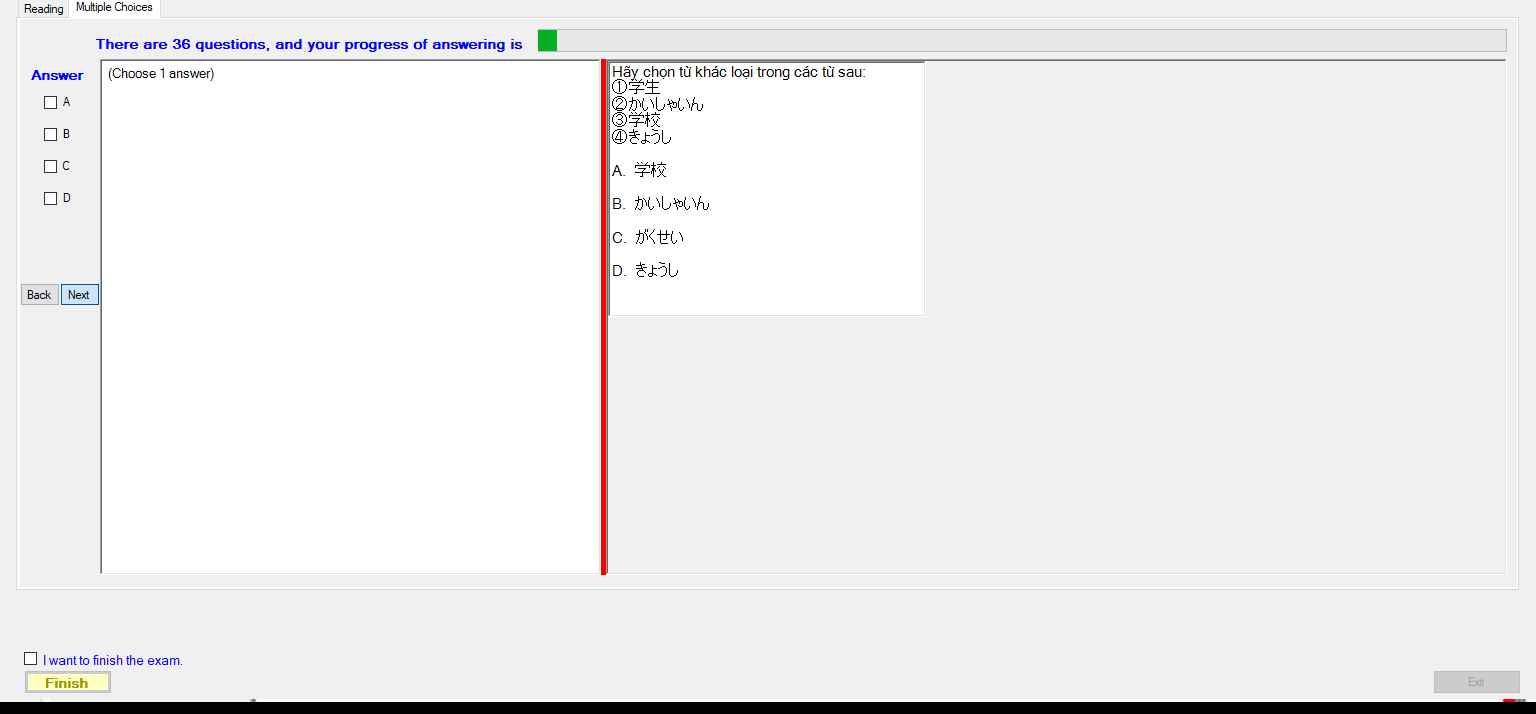 Reading
Multiple Choices
There are 36 questions, and your progress of answering is
Answer
A
B
C
D
Back
Next
(Choose 1 answer)
Hãy chọn từ khác loại trong các từ sau:
①学生
②かいしゃいん
③学校
④きょうし
A. 学校
B. かいしゃいん
C. がくせい
D. きょうし
I want to finish the exam.
Finish
Exit